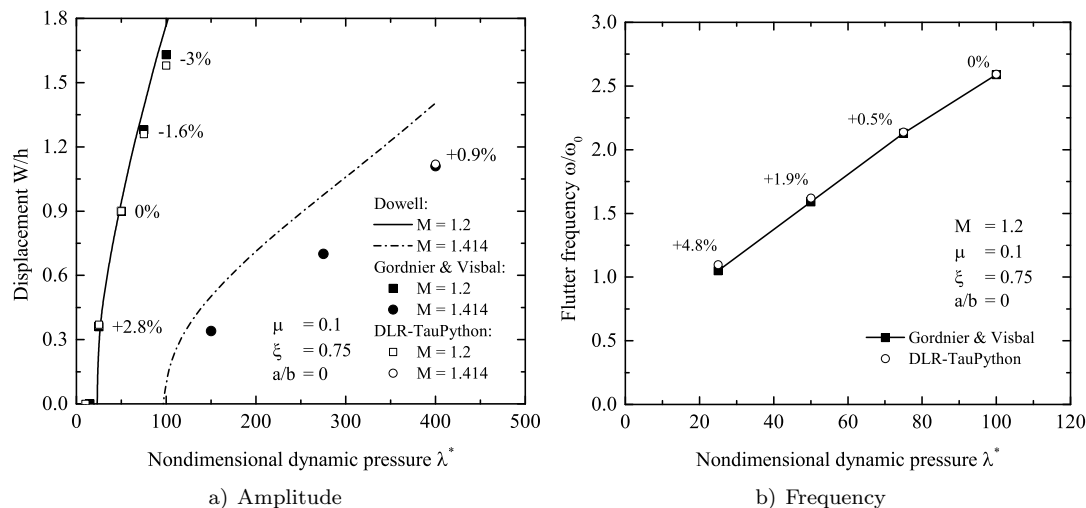 1.8
1.5
1.2
0.9
0.6
0.3
0.0
Displacement W/h
-3%
-1.6%
0%
+2.8%
+0.9%
Dowell:
M = 1.2
M = 1.414
Gordnier & Visbal:
M = 1.2
M = 1.414
DLR-TauPython:
M = 1.2
M = 1.414
μ = 0.1
ξ = 0.75
a/b = 0
0 100 200 300 400 500
Nondimensional dynamic pressure λ*
a) Amplitude
3.0
2.5
2.0
1.5
1.0
0.5
0.0
Flutter frequency ω/ω₀
0%
+0.5%
+1.9%
+4.8%
M = 1.2
μ = 0.1
ξ = 0.75
a/b = 0
Gordnier & Visbal
DLR-TauPython
0 20 40 60 80 100 120
Nondimensional dynamic pressure λ*
b) Frequency